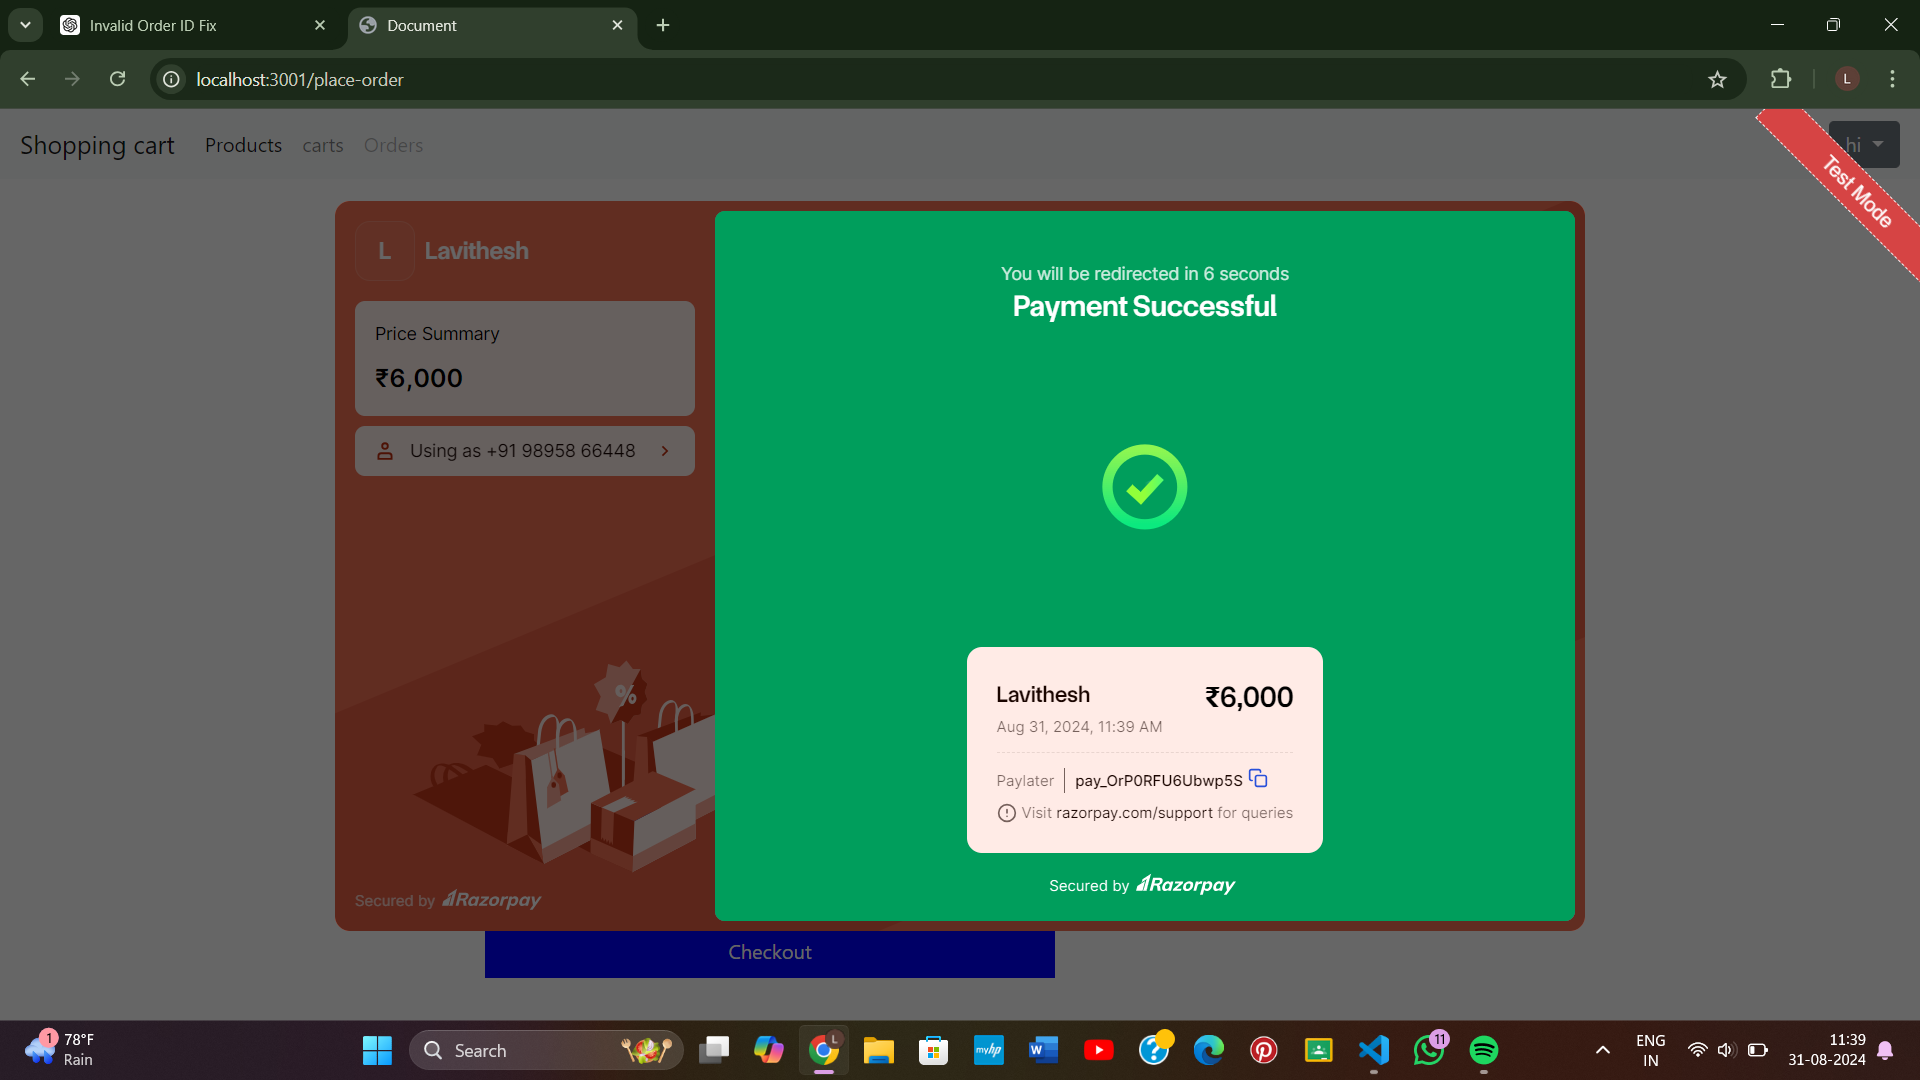 Invalid Order ID Fix
Document
localhost:3001/place-order
L
Shopping cart
Products
carts
Orders
hi
Test Mode
L
Lavithesh
Price Summary
₹6,000
Using as +91 98958 66448
%
Secured by Razorpay
You will be redirected in 6 seconds
Payment Successful
Lavithesh
₹6,000
Aug 31, 2024, 11:39 AM
Paylater
pay_OrP0RFU6Ubwp5S
Visit razorpay.com/support for queries
Secured by Razorpay
Checkout
1
78°F
Rain
Search
L
myhp
W
?
11
ENG
IN
11:39
31-08-2024